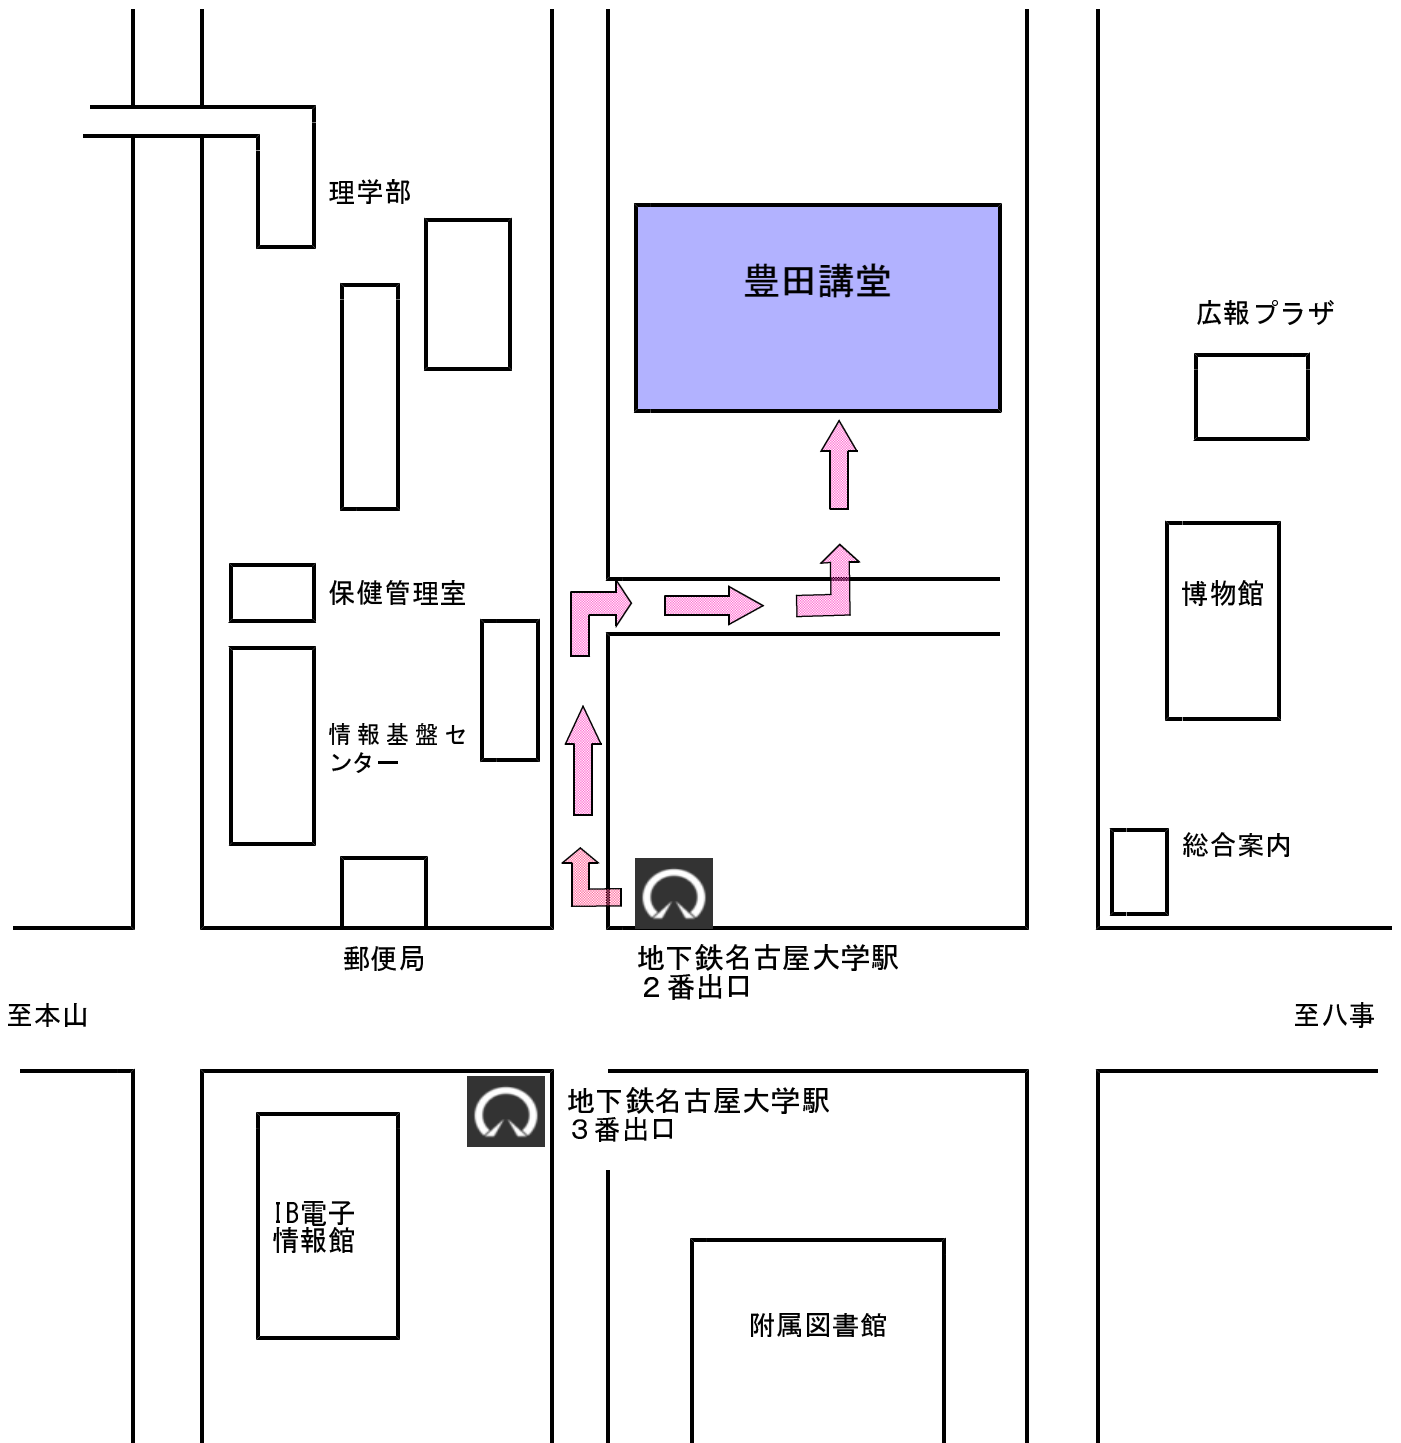 理学部
豊田講堂
広報プラザ
保健管理室
博物館
情報基盤セ
ンター
総合案内
郵便局
地下鉄名古屋大学駅
２番出口
至本山
至八事
地下鉄名古屋大学駅
３番出口
IB電子
情報館
附属図書館